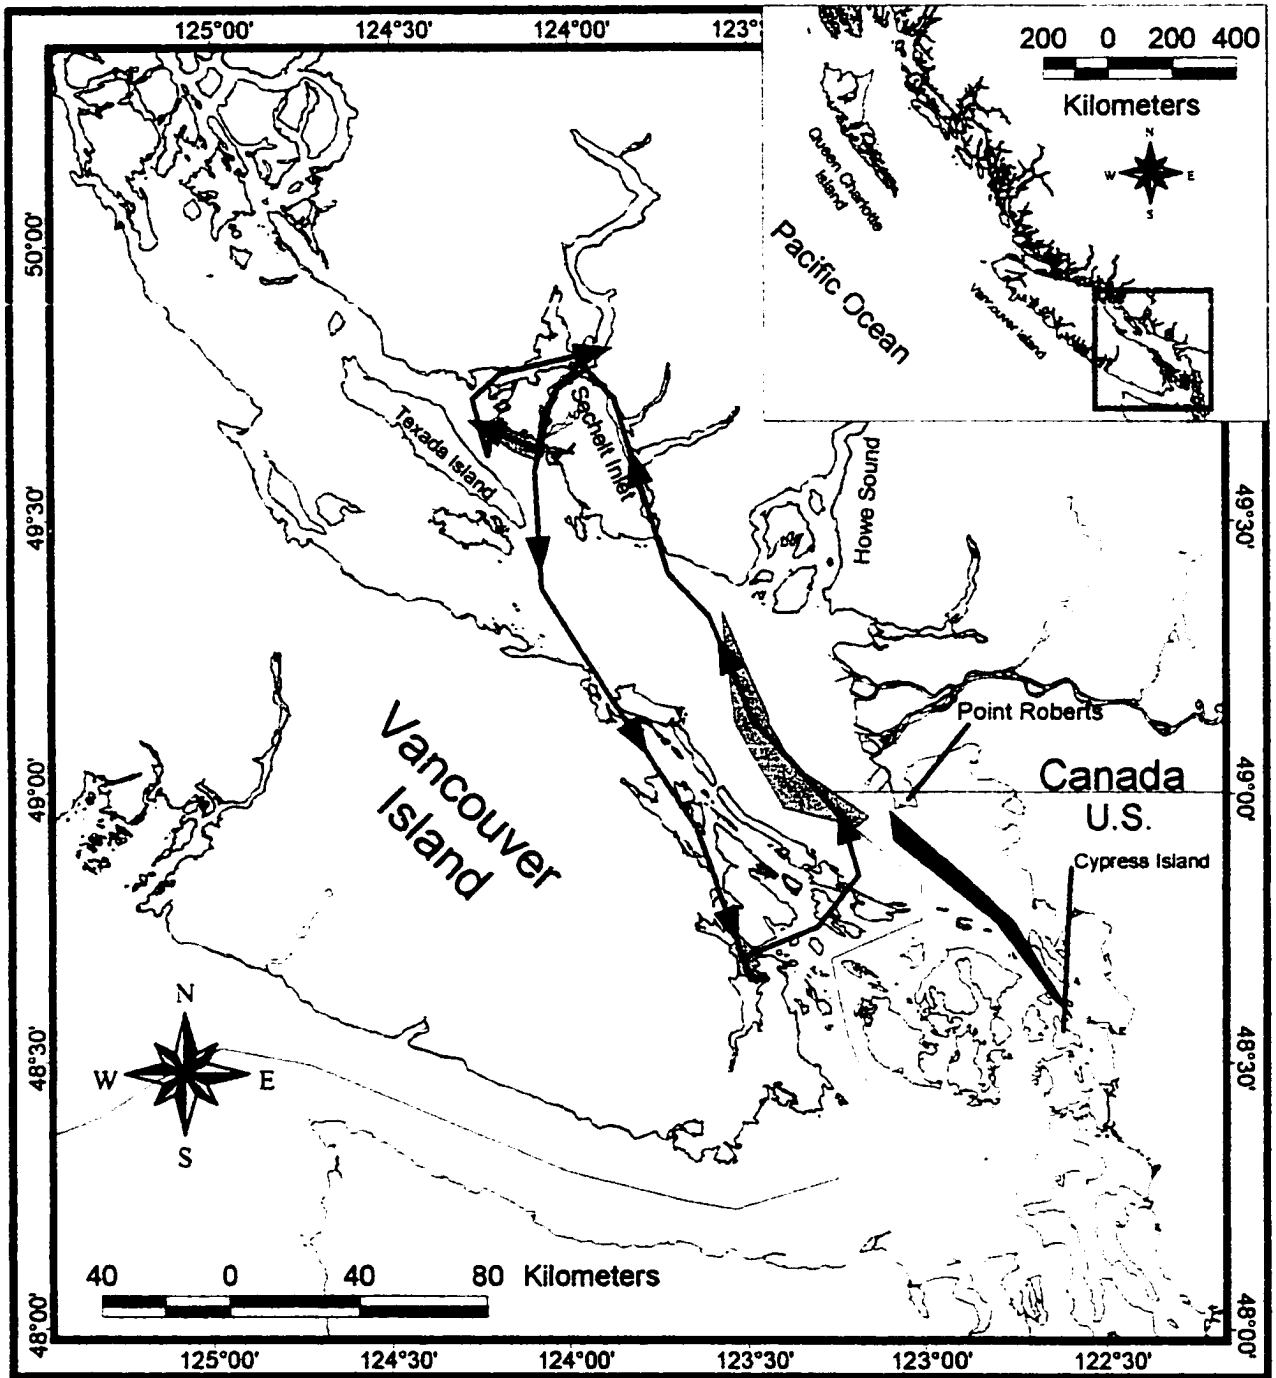 125°00'
124°30'
124°00'
200 0 200 400
Kilometers
N
W E
S
Queen Charlotte
Island
Pacific Ocean
Vancouver Island
50°00'
Texada Island
Sechelt Inlet
Howe Sound
49°30'
49°30'
Point Roberts
Vancouver
Island
Canada
U.S.
49°00'
49°00'
Cypress Island
N
W E
S
48°30'
48°30'
40 0 40 80 Kilometers
48°00'
48°00'
125°00'
124°30'
124°00'
123°30'
123°00'
122°30'